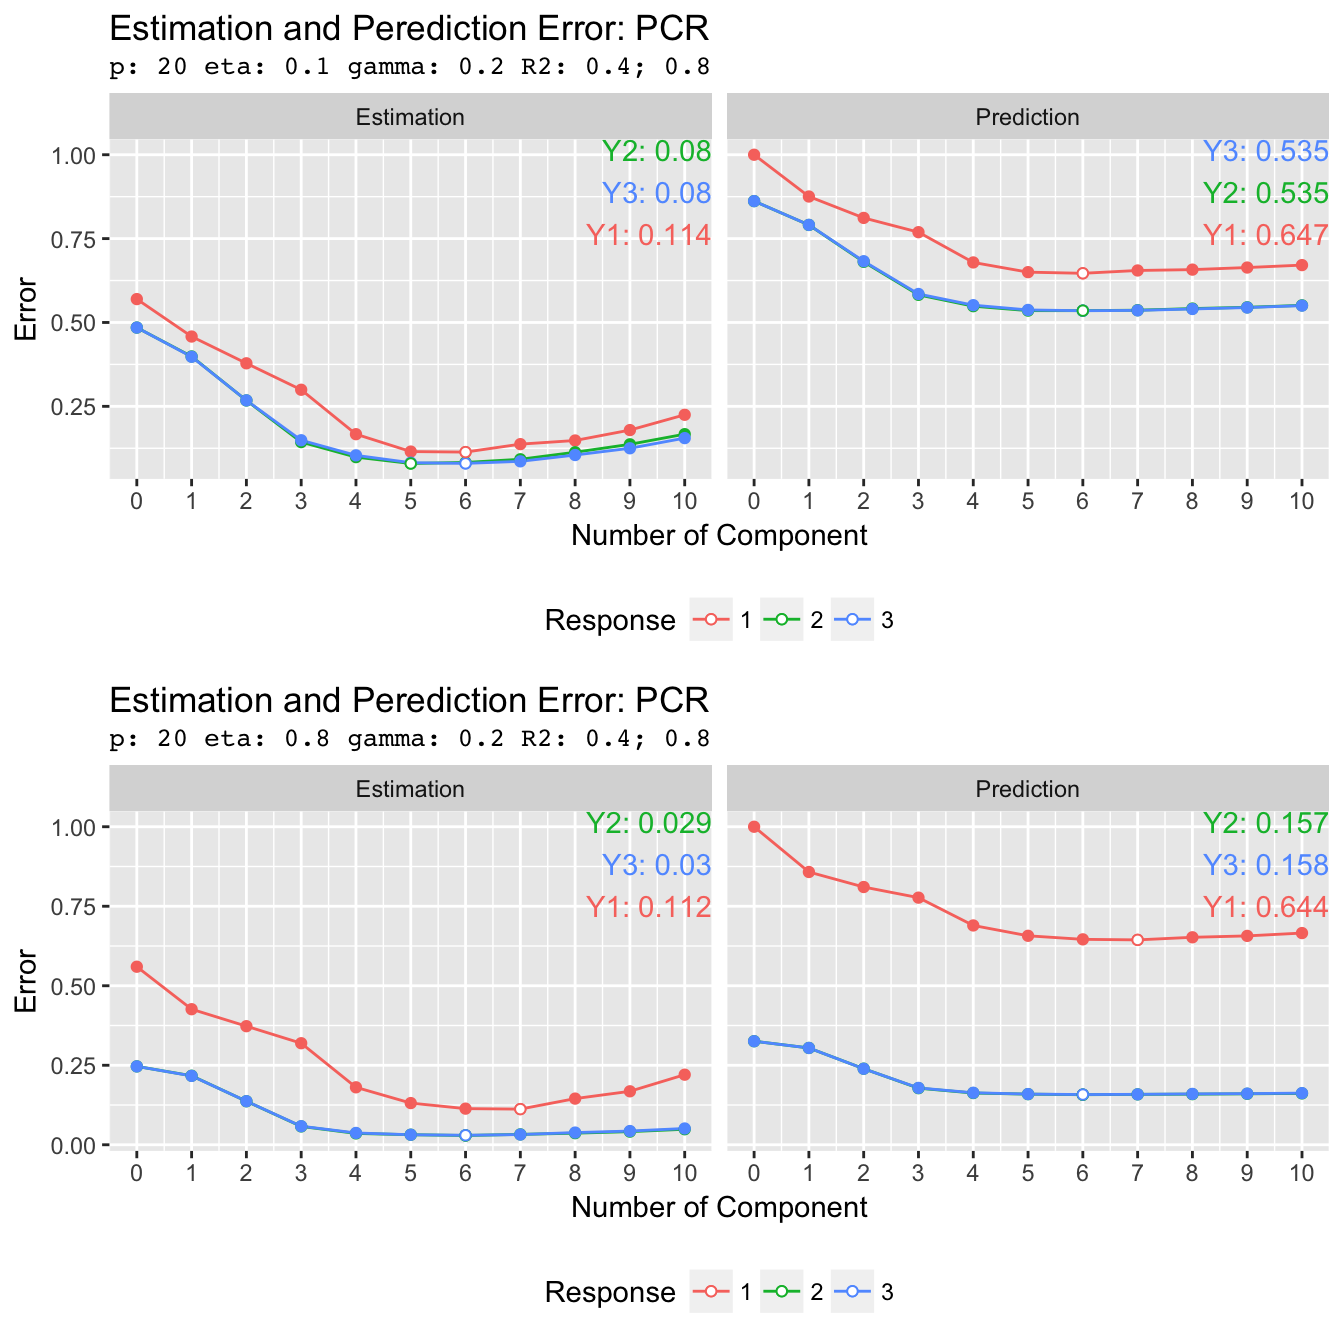 Estimation and Perediction Error: PCR
p: 20 eta: 0.1 gamma: 0.2 R2: 0.4; 0.8
Estimation
Prediction
Error
1.00
0.75
0.50
0.25
Y2: 0.08
Y3: 0.08
Y1: 0.114
Y3: 0.535
Y2: 0.535
Y1: 0.647
0 1 2 3 4 5 6 7 8 9 10
0 1 2 3 4 5 6 7 8 9 10
Number of Component
Response 1 2 3
Estimation and Perediction Error: PCR
p: 20 eta: 0.8 gamma: 0.2 R2: 0.4; 0.8
Estimation
Prediction
Error
1.00
0.75
0.50
0.25
0.00
Y2: 0.029
Y3: 0.03
Y1: 0.112
Y2: 0.157
Y3: 0.158
Y1: 0.644
0 1 2 3 4 5 6 7 8 9 10
0 1 2 3 4 5 6 7 8 9 10
Number of Component
Response 1 2 3